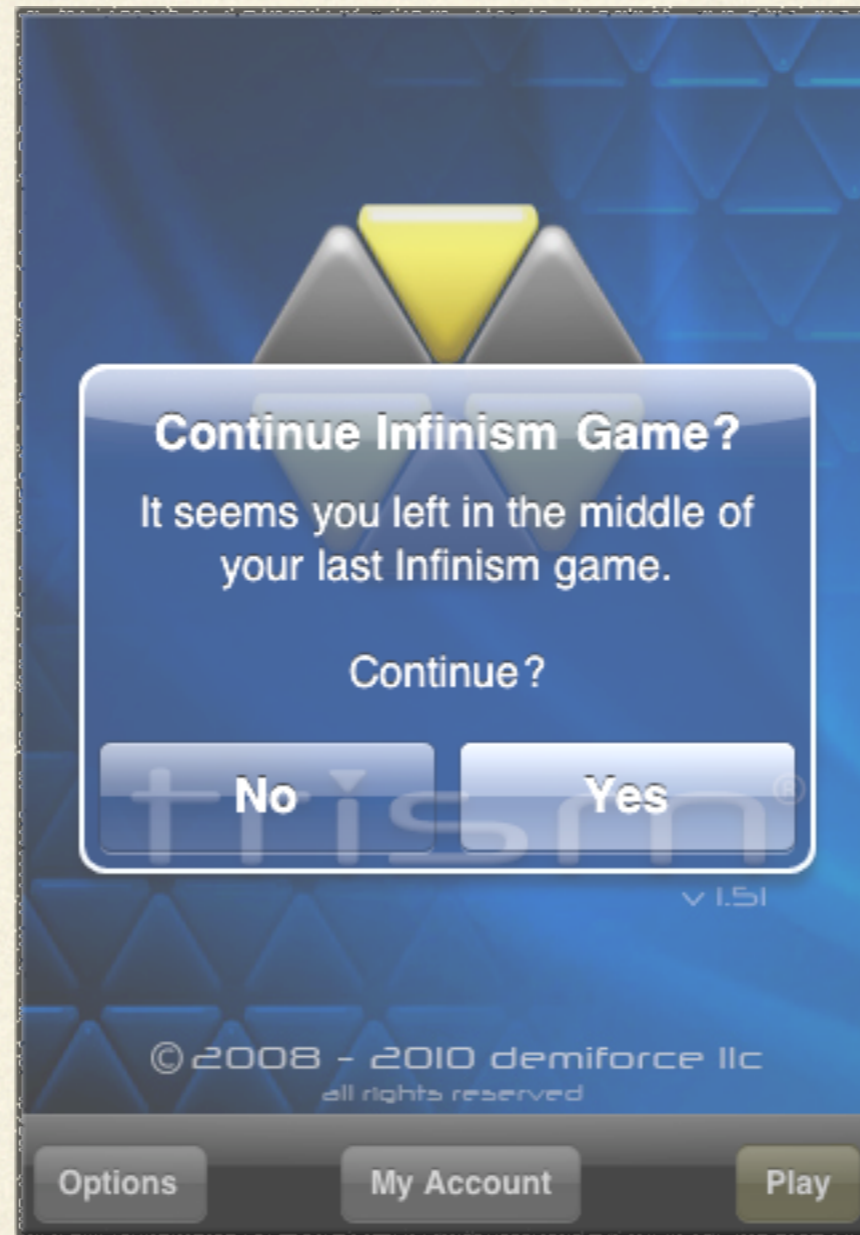 Continue Infinism Game?
It seems you left in the middle of
your last Infinism game.
Continue?
No
Yes
trism®
v 1.51
© 2008 - 2010 demiforce llc
all rights reserved
Options
My Account
Play